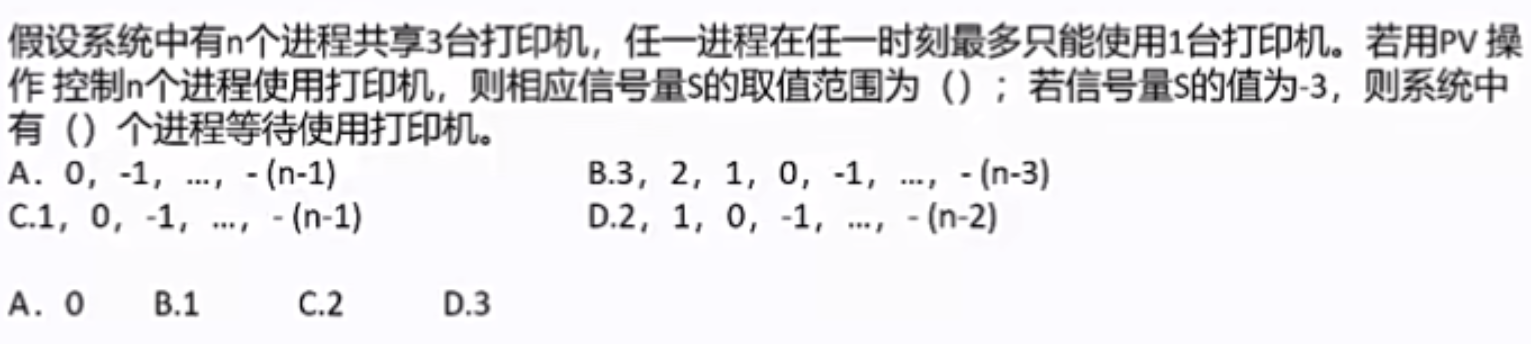 假设系统中有n个进程共享3台打印机，任一进程在任一时刻最多只能使用1台打印机。若用PV 操
作 控制n个进程使用打印机，则相应信号量S的取值范围为（）；若信号量S的值为-3，则系统中
有（）个进程等待使用打印机。
A．0，-1，...，- (n-1) B.3，2，1，0，-1，...，- (n-3)
C.1，0，-1，...，- (n-1) D.2，1，0，-1，...，- (n-2)
A．0 B.1 C.2 D.3